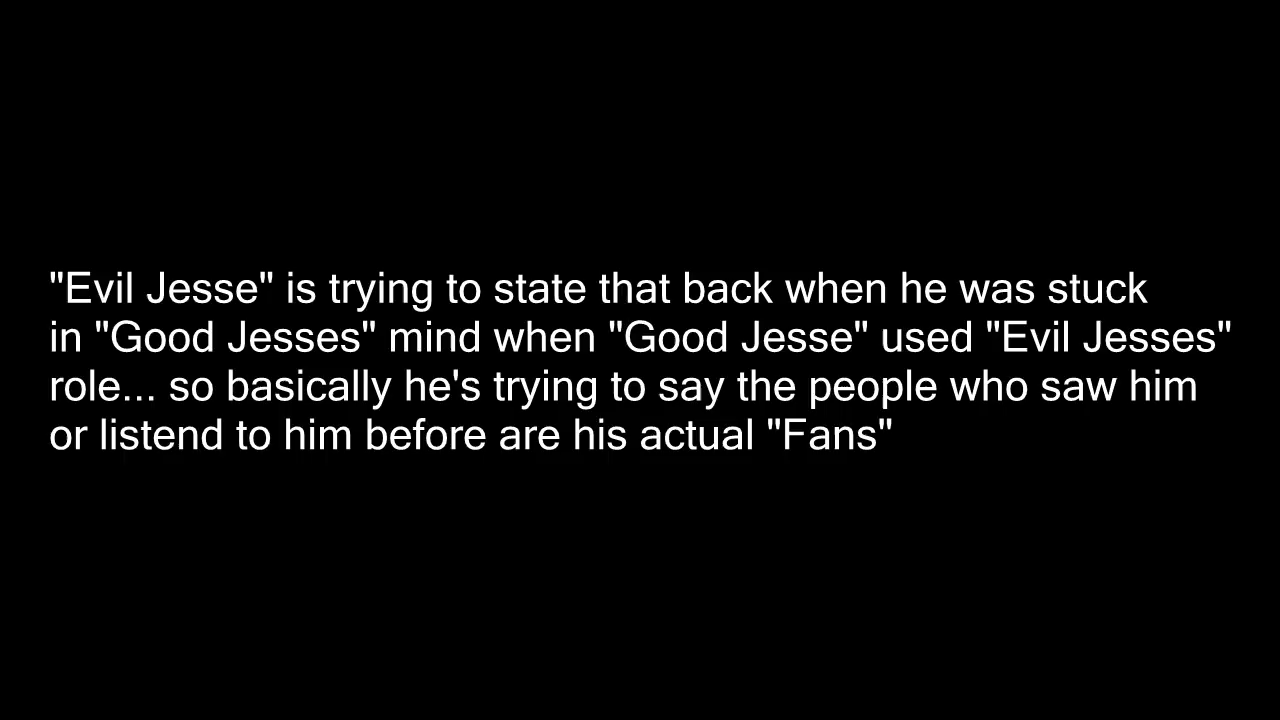 "Evil Jesse" is trying to state that back when he was stuck
in "Good Jesses" mind when "Good Jesse" used "Evil Jesses"
role... so basically he's trying to say the people who saw him
or listend to him before are his actual "Fans"